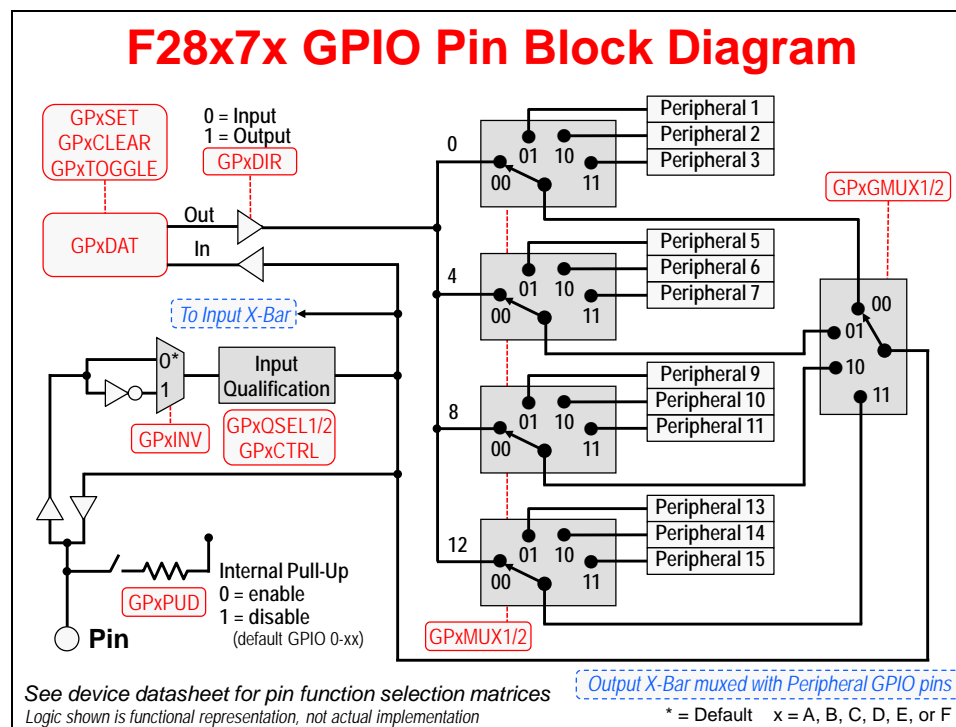 F28x7x GPIO Pin Block Diagram
GPxSET
GPxCLEAR
GPxTOGGLE
0 = Input
1 = Output
GPxDIR
GPxDAT
Out
In
To Input X-Bar
0*
1
GPxINV
Input
Qualification
GPxQSEL1/2
GPxCTRL
GPxPUD
Internal Pull-Up
0 = enable
1 = disable
(default GPIO 0-xx)
Pin
0
00
01
10
11
Peripheral 1
Peripheral 2
Peripheral 3
4
00
01
10
11
Peripheral 5
Peripheral 6
Peripheral 7
8
00
01
10
11
Peripheral 9
Peripheral 10
Peripheral 11
12
00
01
10
11
Peripheral 13
Peripheral 14
Peripheral 15
GPxMUX1/2
GPxGMUX1/2
00
01
10
11
See device datasheet for pin function selection matrices
Logic shown is functional representation, not actual implementation
Output X-Bar muxed with Peripheral GPIO pins
* = Default x = A, B, C, D, E, or F